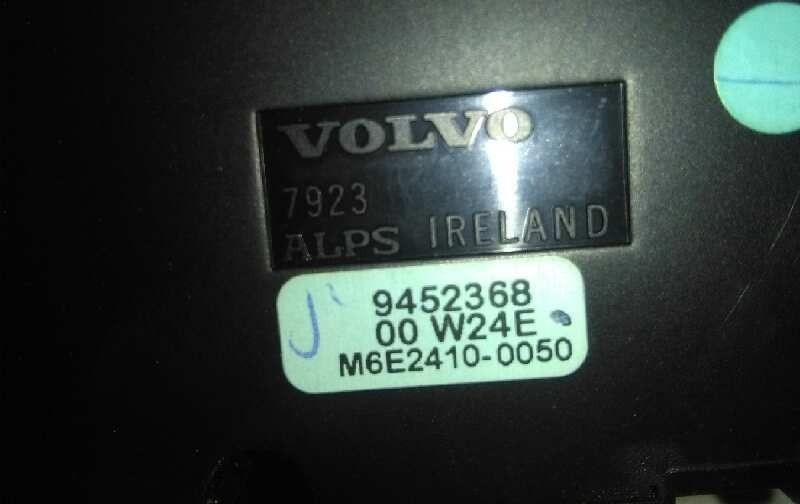 VOLVO
7923
ALPS IRELAND
9452368
00 W24E
M6E2410-0050